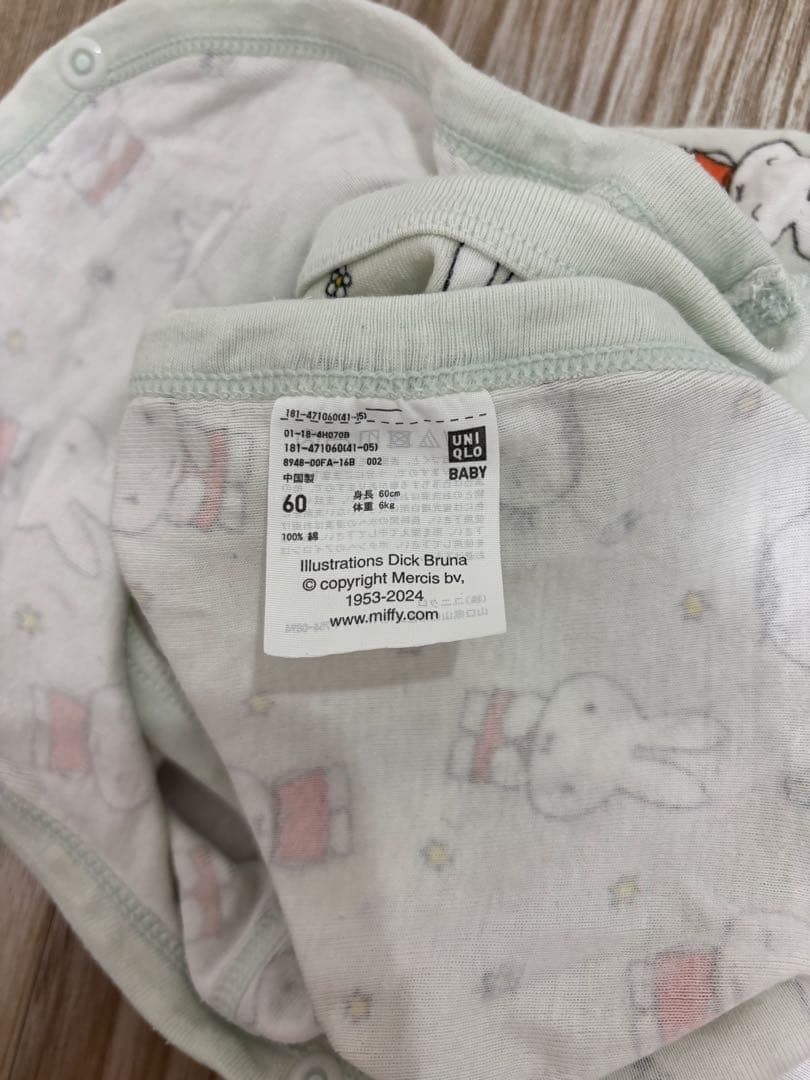 181-471060(41-15)
01-18-4H070B
181-471060(41-05)
8948-00FA-16B 002
中国製
60
身長 60cm
体重 6kg
100% 綿
UNI
QLO
BABY
Illustrations Dick Bruna
© copyright Mercis bv,
1953-2024
www.miffy.com